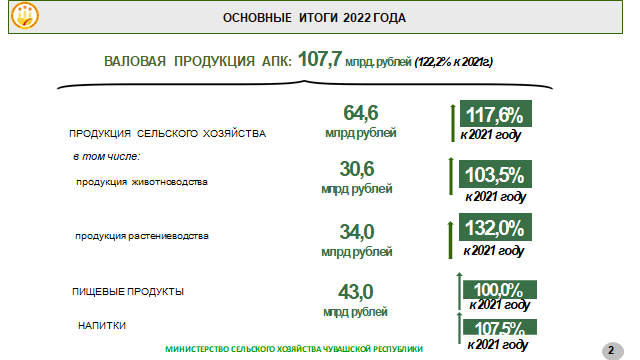 ОСНОВНЫЕ ИТОГИ 2022 ГОДА
ВАЛОВАЯ ПРОДУКЦИЯ АПК: 107,7 млрд. рублей (122,2% к 2021г.)
ПРОДУКЦИЯ СЕЛЬСКОГО ХОЗЯЙСТВА
64,6
млрд рублей
117,6%
к 2021 году
в том числе:
продукция животноводства
30,6
млрд рублей
103,5%
к 2021 году
продукция растениеводства
34,0
млрд рублей
132,0%
к 2021 году
ПИЩЕВЫЕ ПРОДУКТЫ
43,0
млрд рублей
100,0%
к 2021 году
НАПИТКИ
107,5%
к 2021 году
МИНИСТЕРСТВО СЕЛЬСКОГО ХОЗЯЙСТВА ЧУВАШСКОЙ РЕСПУБЛИКИ
2